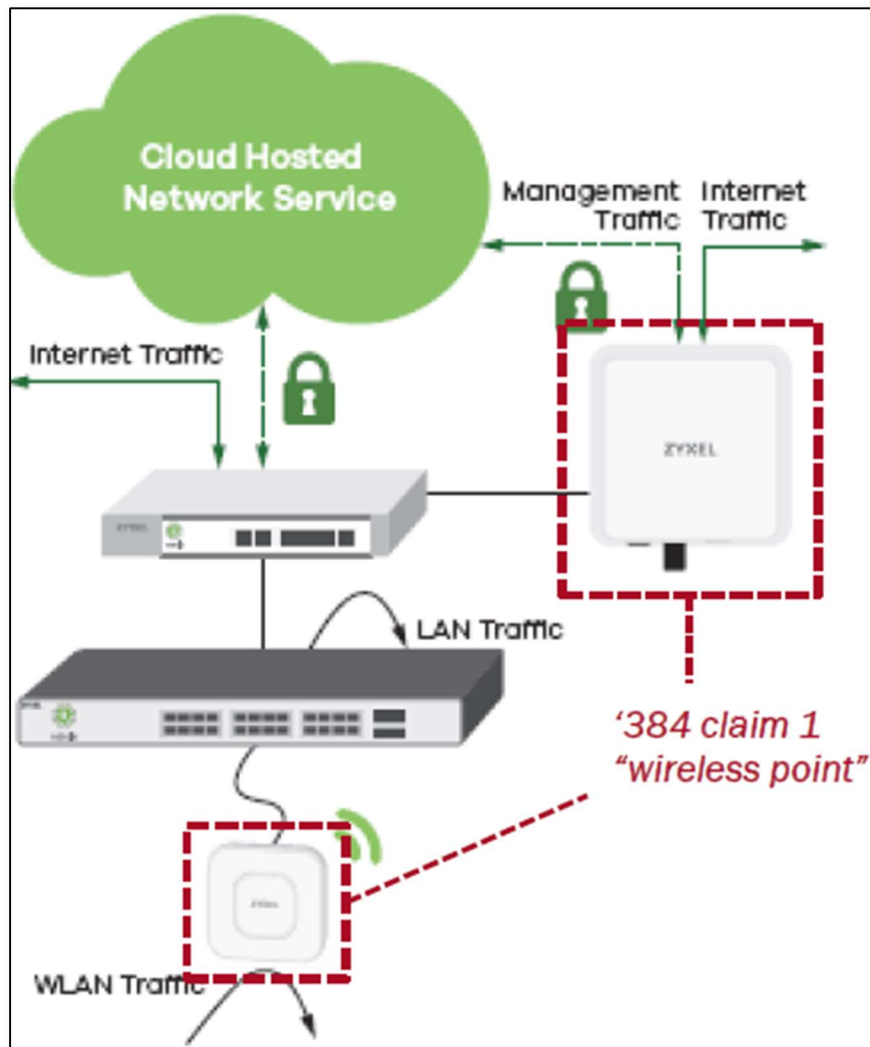 Cloud Hosted
Network Service
Management
Traffic
Internet
Traffic
Internet Traffic
ZYXEL
ZYXEL
LAN Traffic
'384 claim 1
“wireless point”
ZYXEL
WLAN Traffic